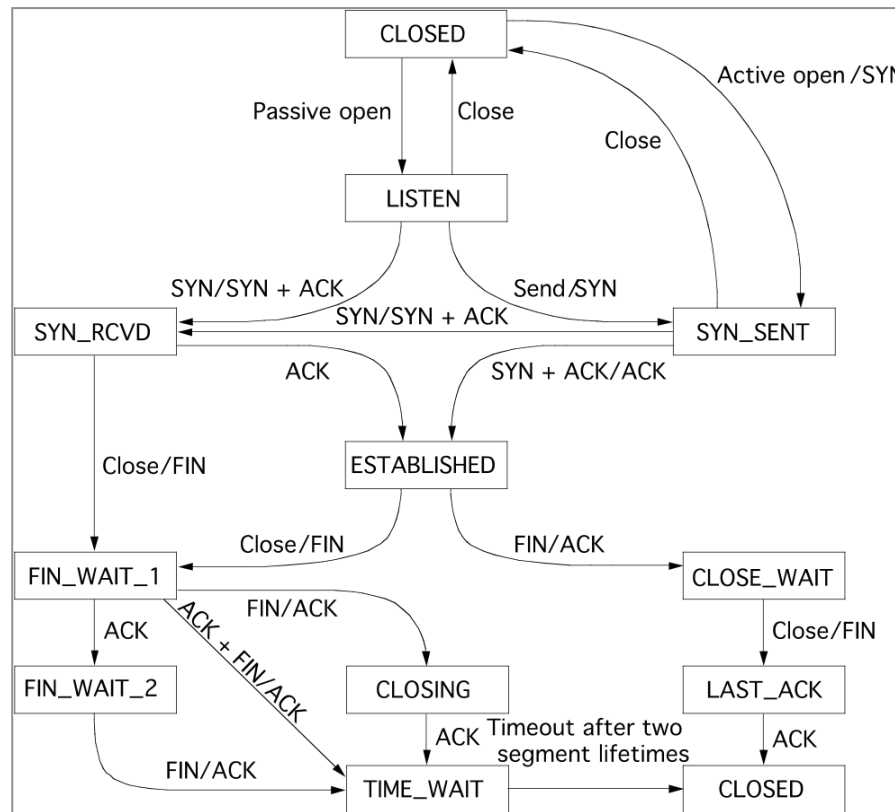 CLOSED
Active open /SYN
Passive open
Close
Close
LISTEN
SYN/SYN + ACK
Send/SYN
SYN/SYN + ACK
SYN_RCVD
SYN_SENT
ACK
SYN + ACK/ACK
Close/FIN
ESTABLISHED
Close/FIN
FIN/ACK
FIN_WAIT_1
CLOSE_WAIT
FIN/ACK
ACK
ACK + FIN/ACK
Close/FIN
FIN_WAIT_2
CLOSING
LAST_ACK
ACK
Timeout after two
segment lifetimes
ACK
FIN/ACK
TIME_WAIT
CLOSED